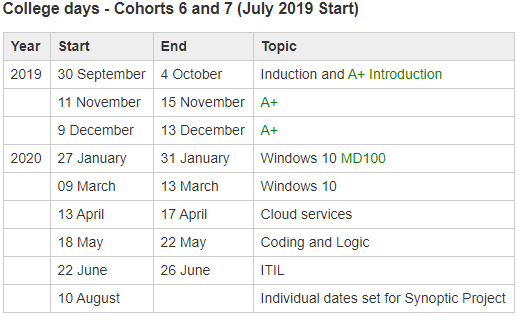 College days - Cohorts 6 and 7 (July 2019 Start)
Year Start End Topic
2019 30 September 4 October Induction and A+ Introduction
11 November 15 November A+
9 December 13 December A+
2020 27 January 31 January Windows 10 MD100
09 March 13 March Windows 10
13 April 17 April Cloud services
18 May 22 May Coding and Logic
22 June 26 June ITIL
10 August Individual dates set for Synoptic Project